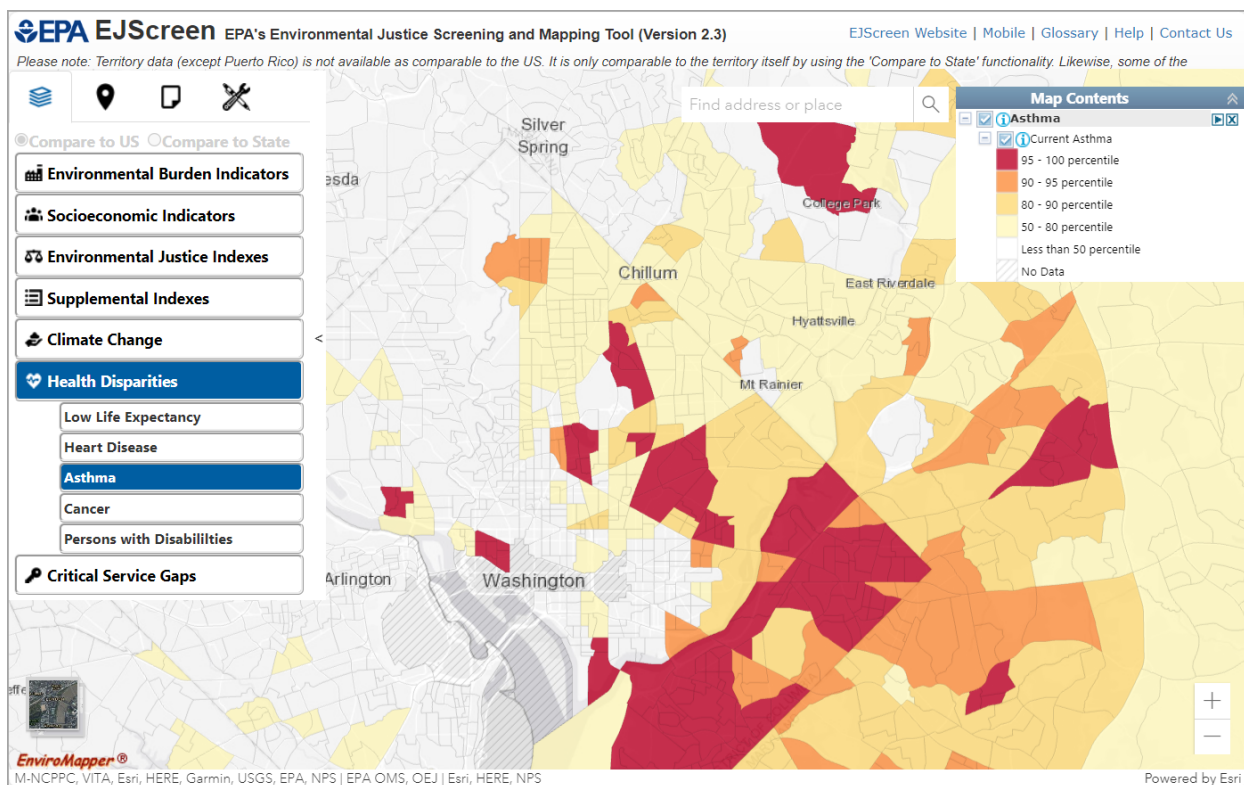 EPA EJScreen EPA's Environmental Justice Screening and Mapping Tool (Version 2.3)
EJScreen Website | Mobile | Glossary | Help | Contact Us
Please note: Territory data (except Puerto Rico) is not available as comparable to the US. It is only comparable to the territory itself by using the 'Compare to State' functionality. Likewise, some of the
Compare to US Compare to State
Environmental Burden Indicators
Socioeconomic Indicators
Environmental Justice Indexes
Supplemental Indexes
Climate Change
Health Disparities
Low Life Expectancy
Heart Disease
Asthma
Cancer
Persons with Disabililties
Critical Service Gaps
<
Find address or place
Map Contents
Asthma
Current Asthma
95 - 100 percentile
90 - 95 percentile
80 - 90 percentile
50 - 80 percentile
Less than 50 percentile
No Data
Silver
Spring
esda
College Park
Chillum
East Riverdale
Hyattsville
Mt Rainier
Arlington
Washington
effe
+
−
EnviroMapper ®
M-NCPPC, VITA, Esri, HERE, Garmin, USGS, EPA, NPS | EPA OMS, OEJ | Esri, HERE, NPS
Powered by Esri